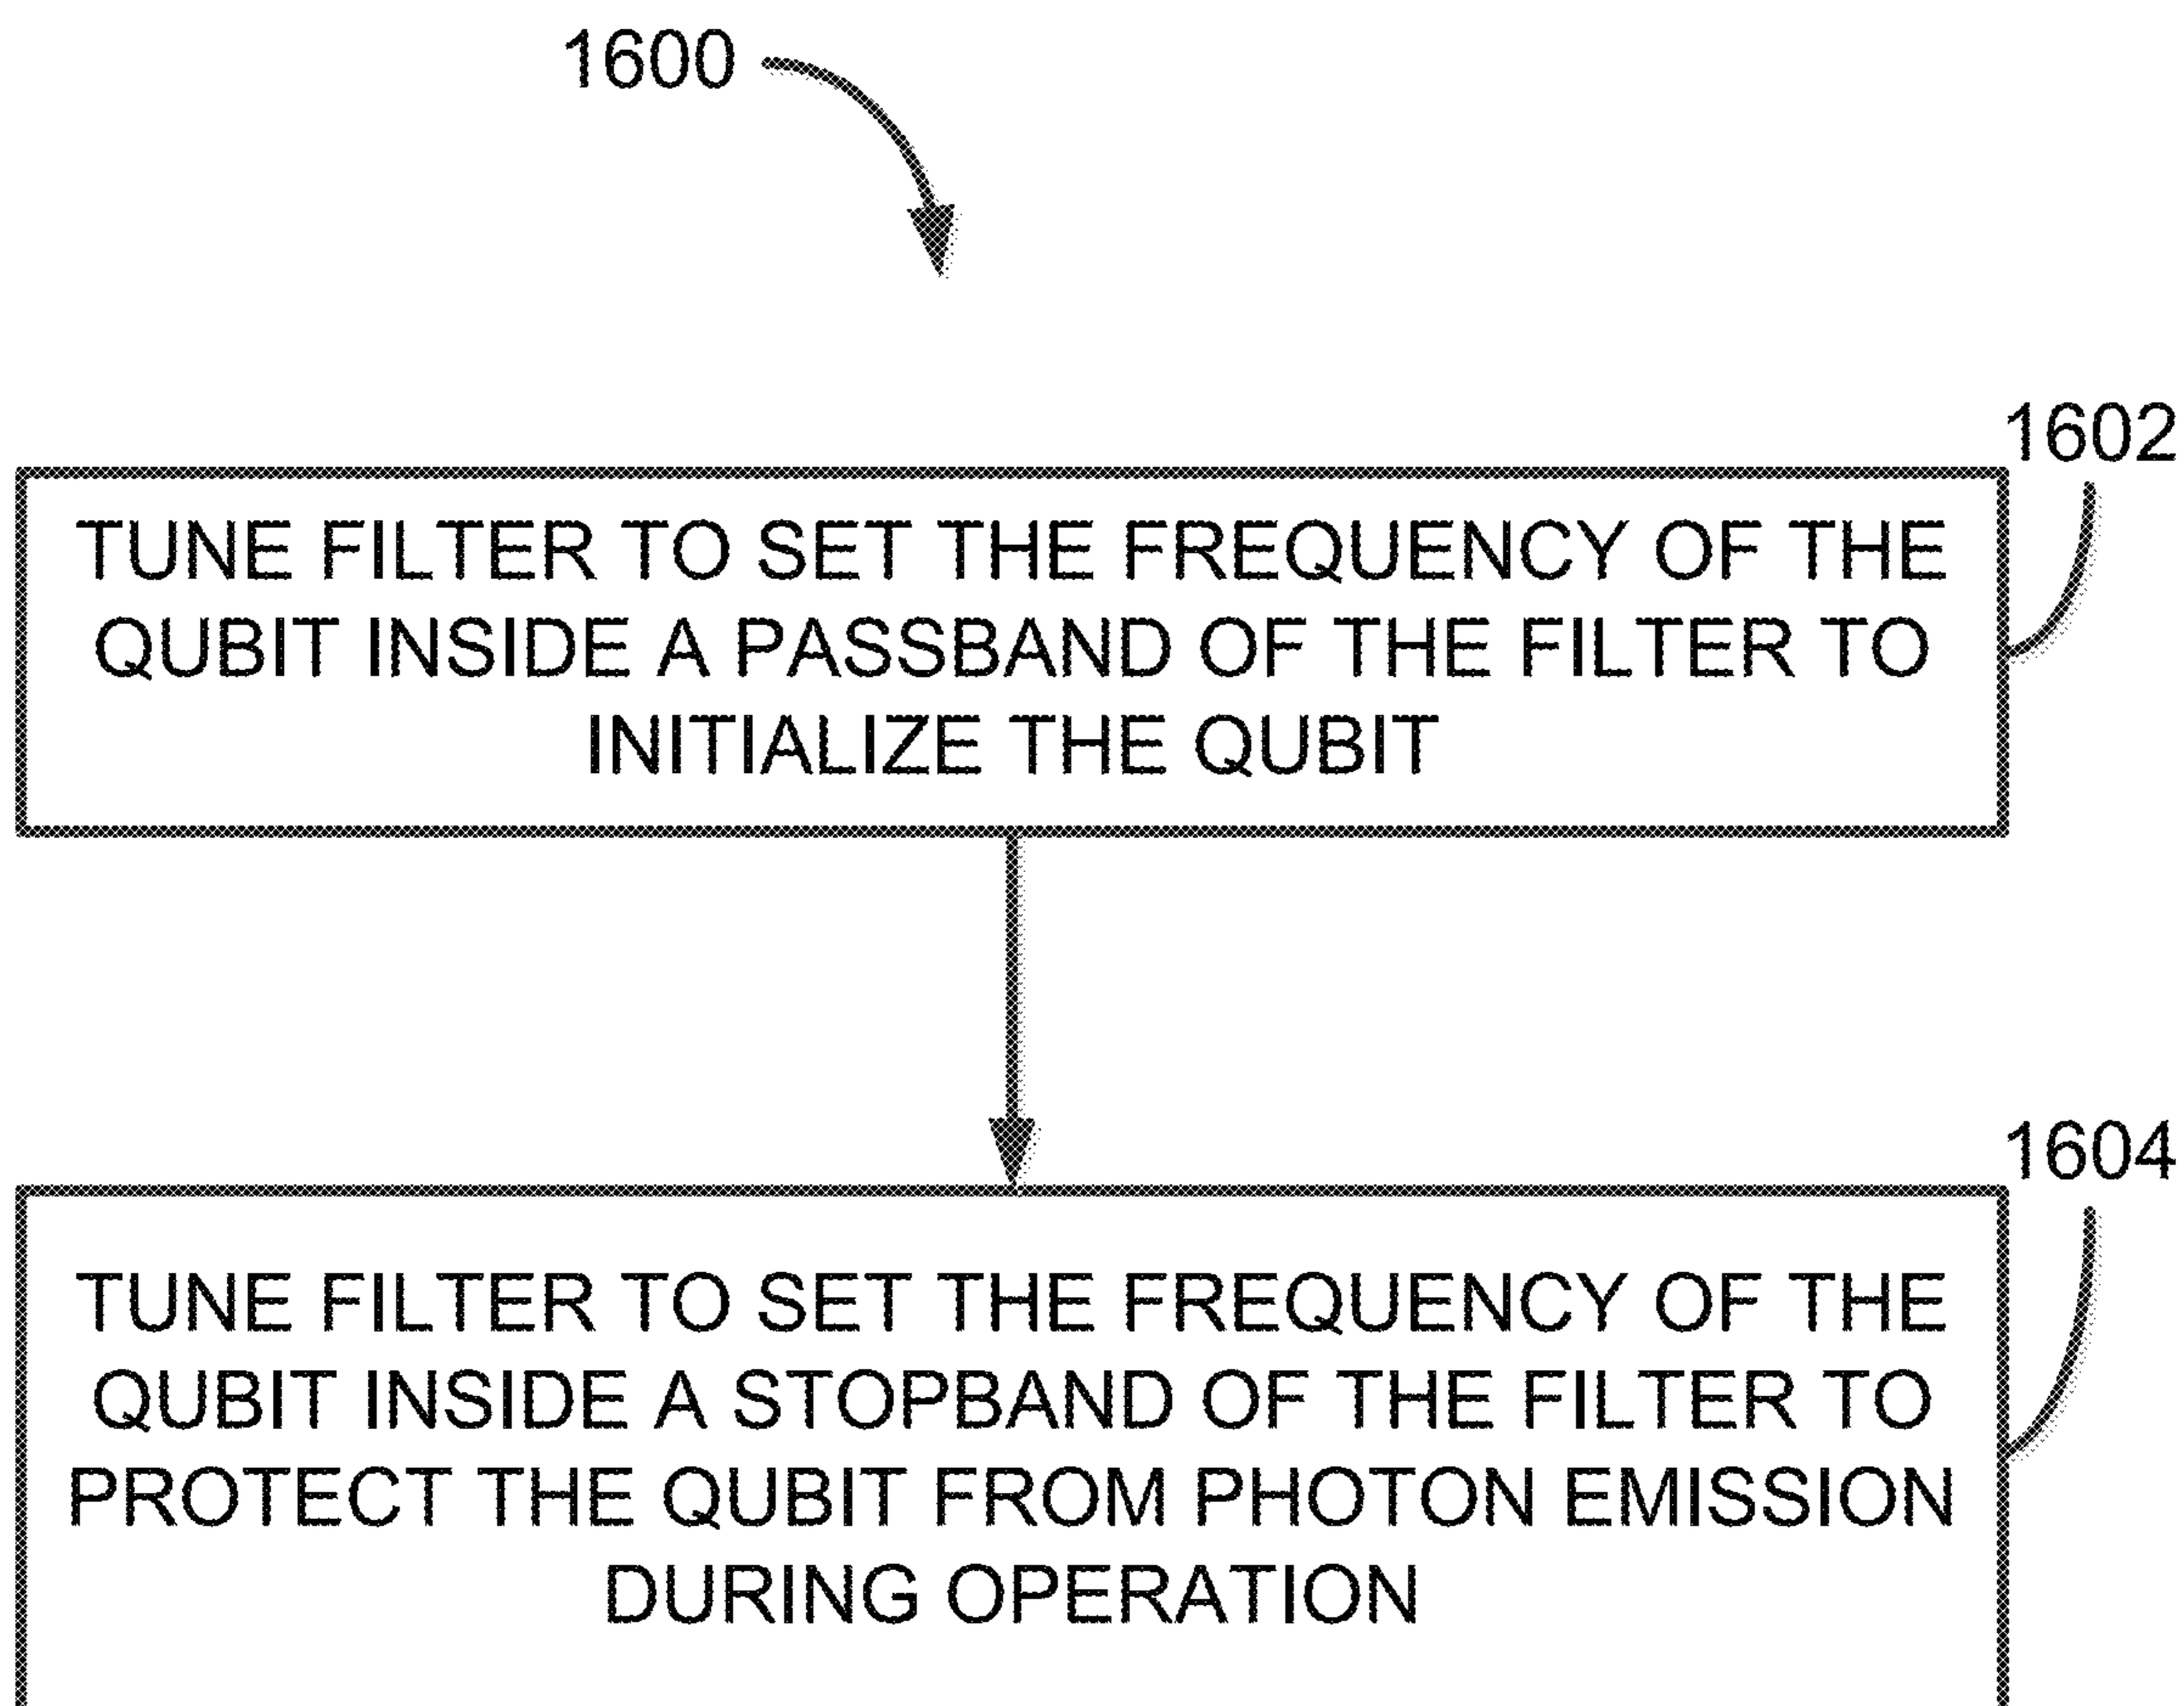 1600
1602
TUNE FILTER TO SET THE FREQUENCY OF THE
QUBIT INSIDE A PASSBAND OF THE FILTER TO
INITIALIZE THE QUBIT
1604
TUNE FILTER TO SET THE FREQUENCY OF THE
QUBIT INSIDE A STOPBAND OF THE FILTER TO
PROTECT THE QUBIT FROM PHOTON EMISSION
DURING OPERATION